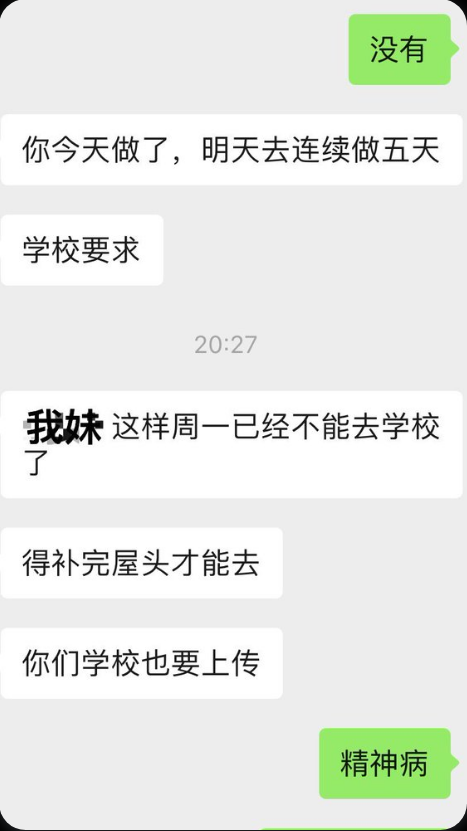 没有
你今天做了，明天去连续做五天
学校要求
20:27
我妹 这样周一已经不能去学校
了
得补完屋头才能去
你们学校也要上传
精神病